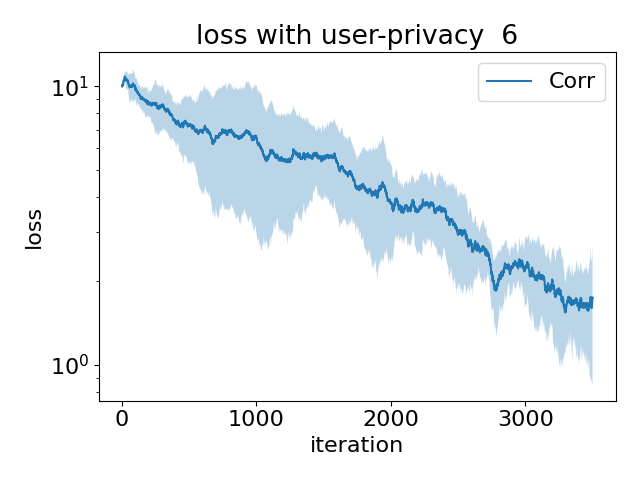 loss with user-privacy  6
Corr
10¹
10⁰
loss
0 1000 2000 3000
iteration